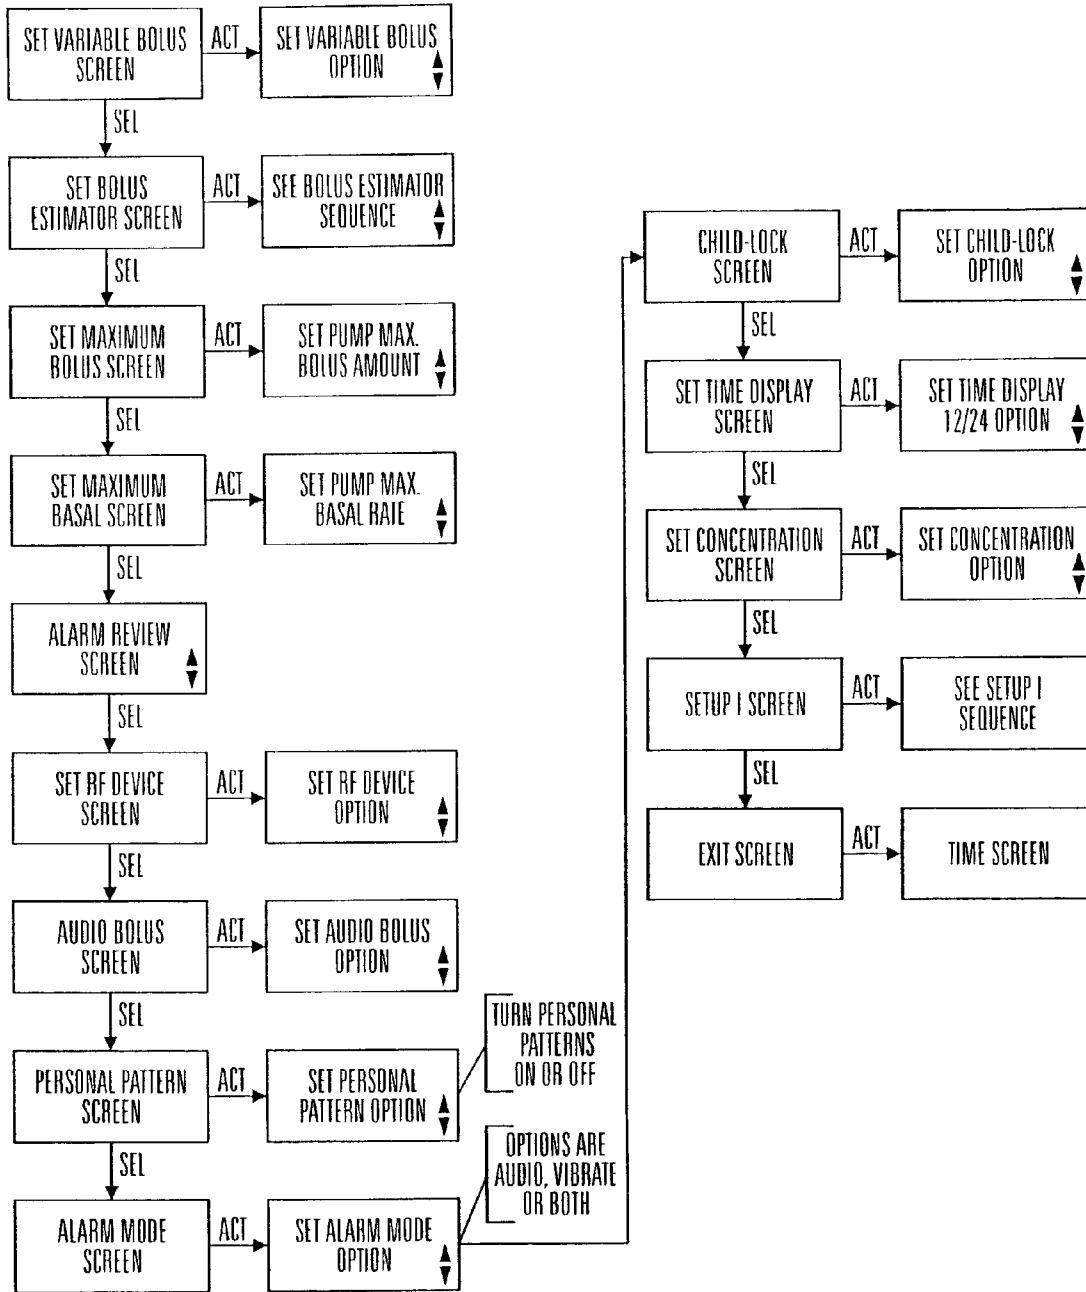 SET VARIABLE BOLUS
SCREEN
ACT
SET VARIABLE BOLUS
OPTION
SEL
SET BOLUS
ESTIMATOR SCREEN
ACT
SEE BOLUS ESTIMATOR
SEQUENCE
SEL
SET MAXIMUM
BOLUS SCREEN
ACT
SET PUMP MAX.
BOLUS AMOUNT
SEL
SET MAXIMUM
BASAL SCREEN
ACT
SET PUMP MAX.
BASAL RATE
SEL
ALARM REVIEW
SCREEN
SEL
SET RF DEVICE
SCREEN
ACT
SET RF DEVICE
OPTION
SEL
AUDIO BOLUS
SCREEN
ACT
SET AUDIO BOLUS
OPTION
SEL
PERSONAL PATTERN
SCREEN
ACT
SET PERSONAL
PATTERN OPTION
TURN PERSONAL
PATTERNS
ON OR OFF
SEL
ALARM MODE
SCREEN
ACT
SET ALARM MODE
OPTION
OPTIONS ARE
AUDIO, VIBRATE
OR BOTH
CHILD-LOCK
SCREEN
ACT
SET CHILD-LOCK
OPTION
SEL
SET TIME DISPLAY
SCREEN
ACT
SET TIME DISPLAY
12/24 OPTION
SEL
SET CONCENTRATION
SCREEN
ACT
SET CONCENTRATION
OPTION
SEL
SETUP I SCREEN
ACT
SEE SETUP I
SEQUENCE
SEL
EXIT SCREEN
ACT
TIME SCREEN